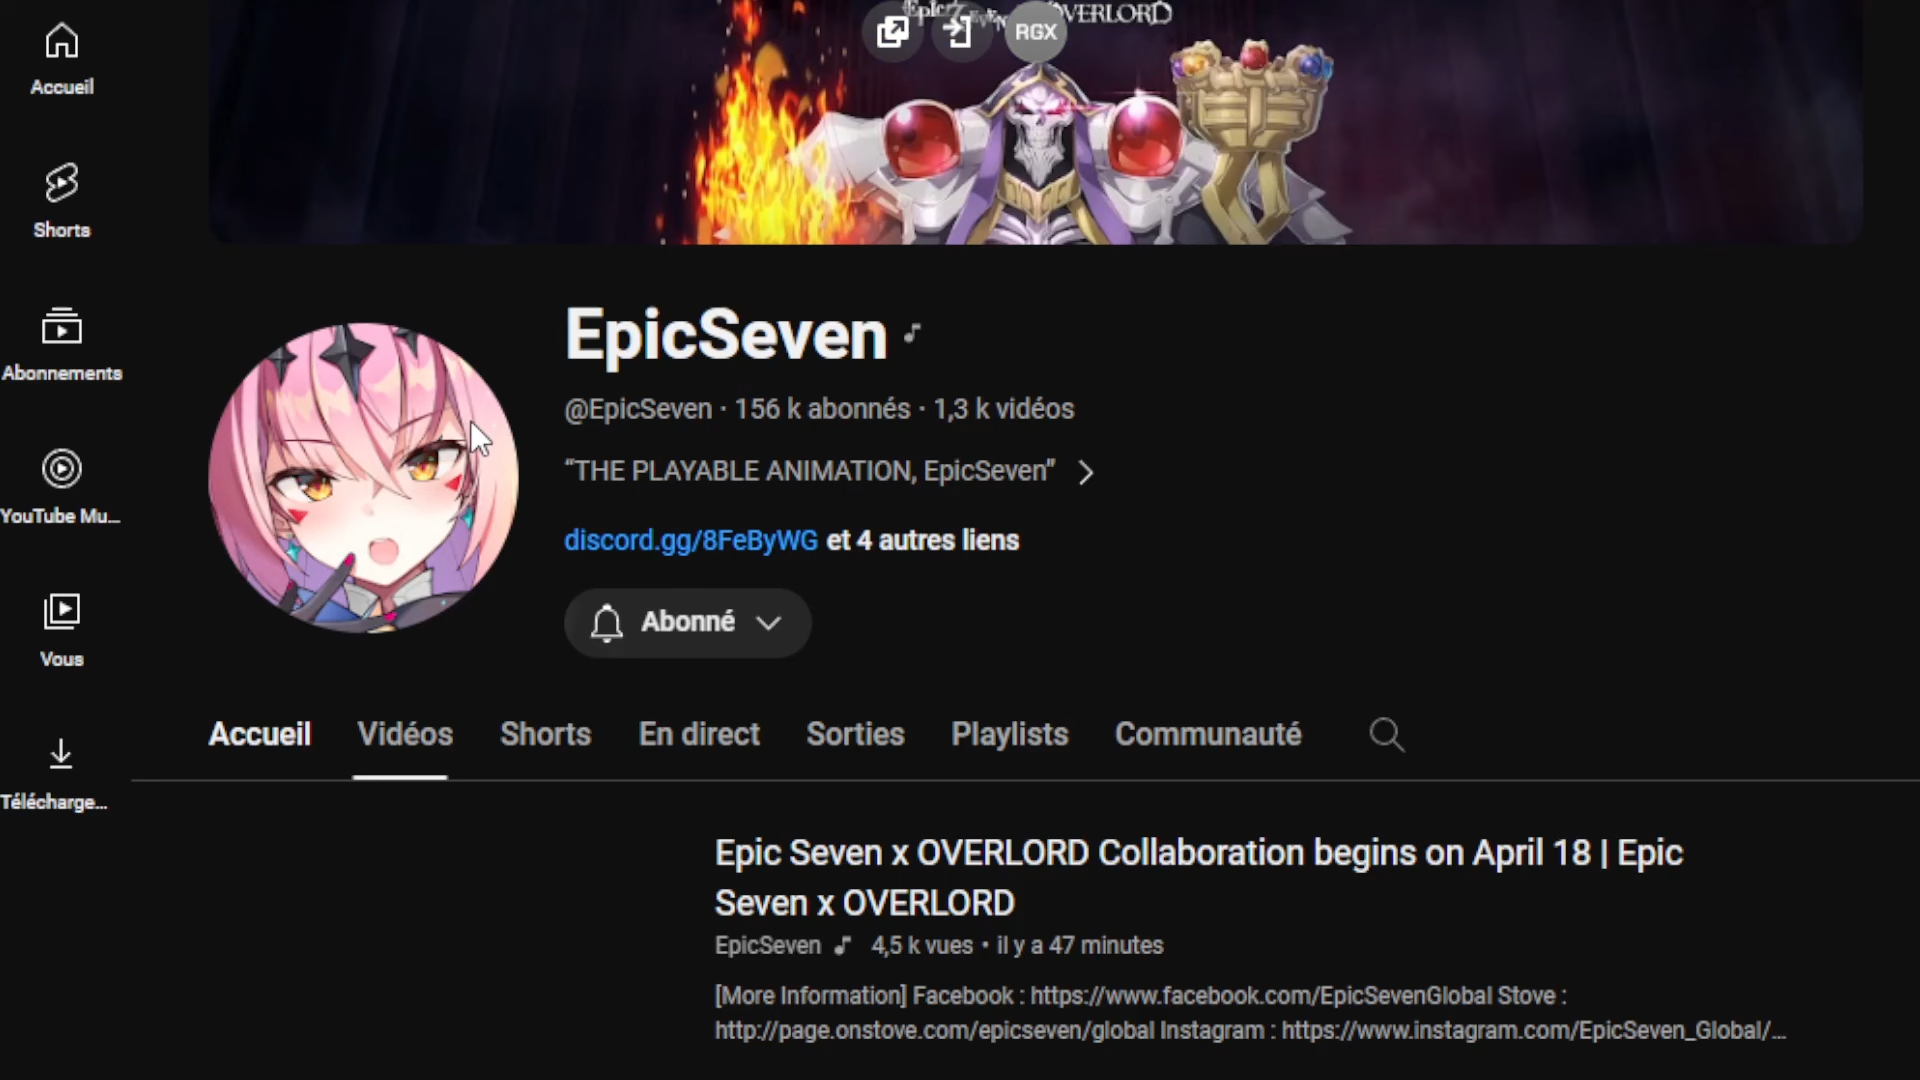 Epic Seven OVERLORD
RGX
Accueil
Shorts
Abonnements
YouTube Mu...
Vous
Télécharge...
EpicSeven
@EpicSeven · 156 k abonnés · 1,3 k vidéos
“THE PLAYABLE ANIMATION, EpicSeven”
discord.gg/8FeByWG et 4 autres liens
Abonné
Accueil Vidéos Shorts En direct Sorties Playlists Communauté
Epic Seven x OVERLORD Collaboration begins on April 18 | Epic
Seven x OVERLORD
EpicSeven 4,5 k vues • il y a 47 minutes
[More Information] Facebook : https://www.facebook.com/EpicSevenGlobal Stove :
http://page.onstove.com/epicseven/global Instagram : https://www.instagram.com/EpicSeven_Global/...